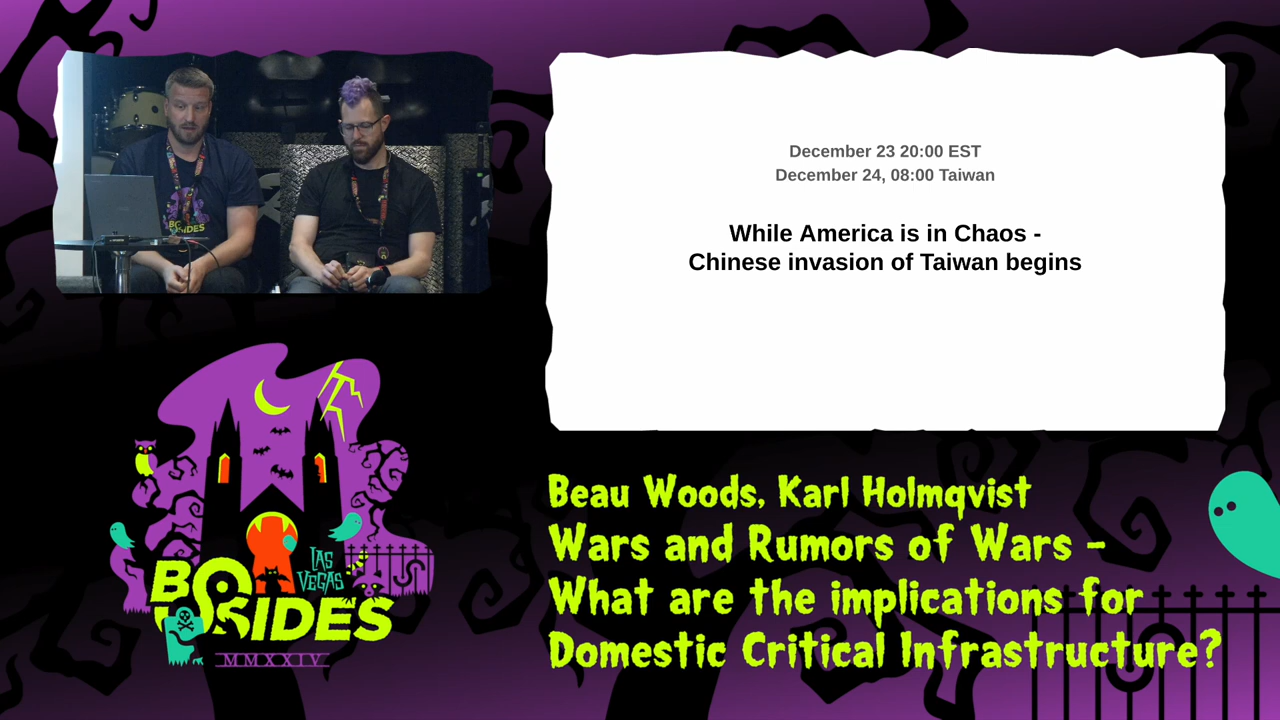 December 23 20:00 EST
December 24, 08:00 Taiwan
While America is in Chaos -
Chinese invasion of Taiwan begins
BSIDES
LAS
VEGAS
BSIDES
MMXXIV
Beau Woods, Karl Holmqvist
Wars and Rumors of Wars -
What are the implications for
Domestic Critical Infrastructure?